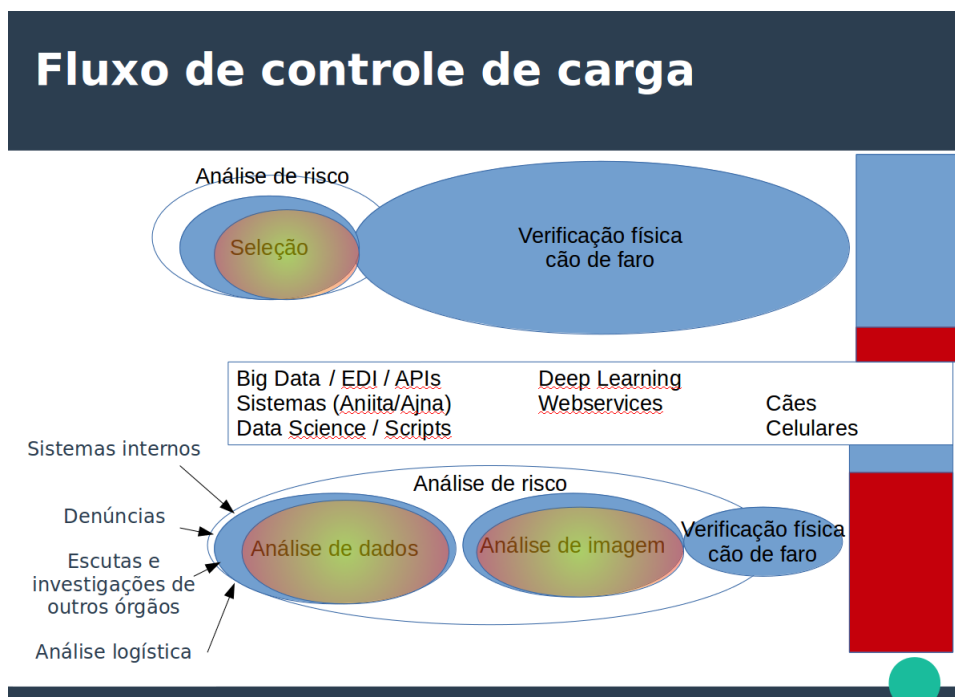 Fluxo de controle de carga
Análise de risco
Seleção
Verificação física
cão de faro
Big Data / EDI / APIs
Sistemas (Aniita/Ajna)
Data Science / Scripts
Deep Learning
Webservices
Cães
Celulares
Sistemas internos
Denúncias
Escutas e
investigações de
outros órgãos
Análise logística
Análise de risco
Análise de dados
Análise de imagem
Verificação física
cão de faro